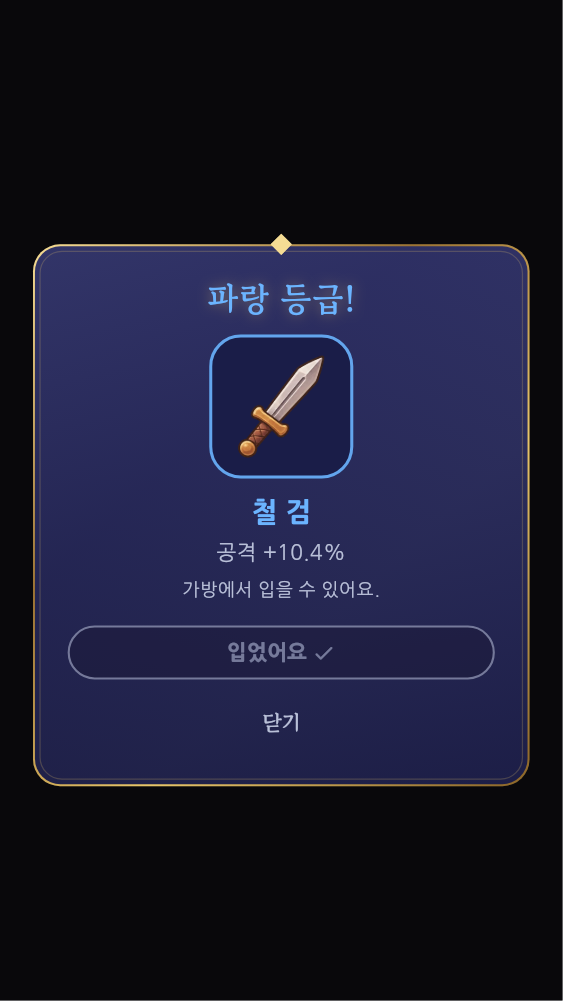 파랑 등급!
철 검
공격 +10.4%
가방에서 입을 수 있어요.
입었어요 ✓
닫기